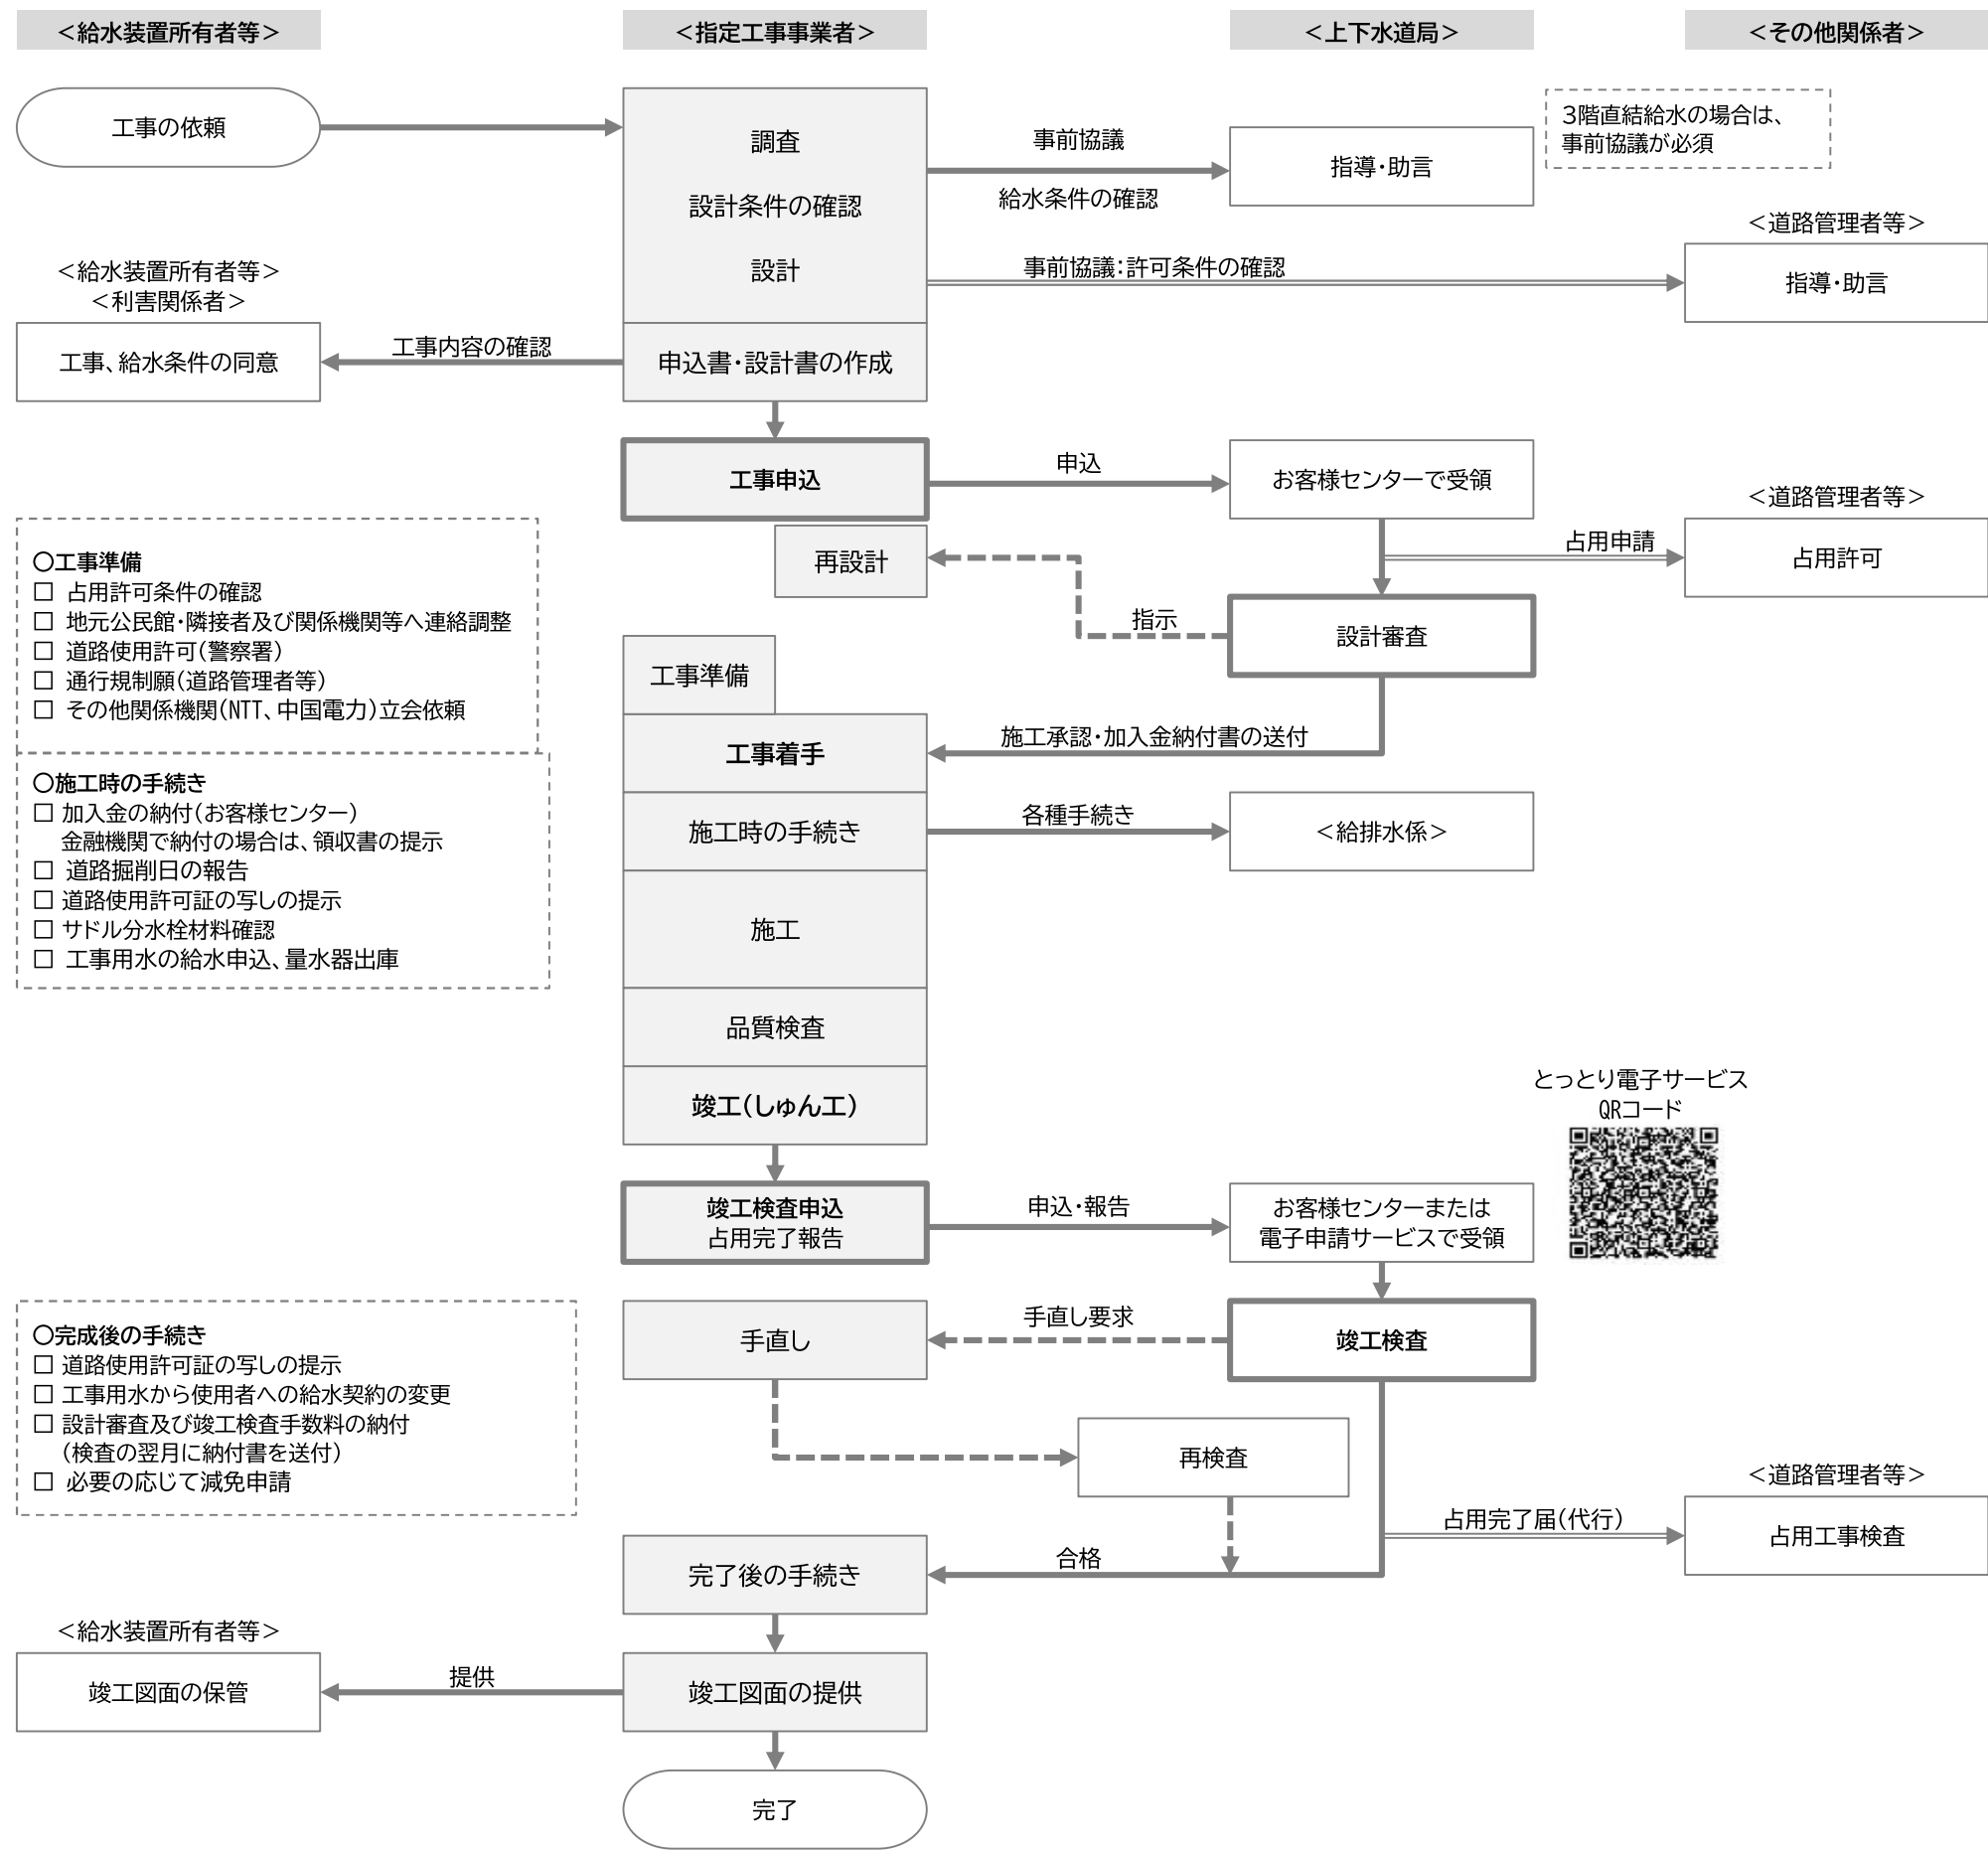 ＜給水装置所有者等＞
＜指定工事事業者＞
＜上下水道局＞
＜その他関係者＞
工事の依頼
調査
設計条件の確認
設計
事前協議
給水条件の確認
指導・助言
３階直結給水の場合は、
事前協議が必須
＜道路管理者等＞
事前協議：許可条件の確認
指導・助言
＜給水装置所有者等＞
＜利害関係者＞
工事、給水条件の同意
工事内容の確認
申込書・設計書の作成
工事申込
申込
お客様センターで受領
＜道路管理者等＞
占用申請
占用許可
再設計
指示
設計審査
〇工事準備
□ 占用許可条件の確認
□ 地元公民館・隣接者及び関係機関等へ連絡調整
□ 道路使用許可（警察署）
□ 通行規制願（道路管理者等）
□ その他関係機関（NTT、中国電力）立会依頼
工事準備
工事着手
施工承認・加入金納付書の送付
〇施工時の手続き
□ 加入金の納付（お客様センター）
金融機関で納付の場合は、領収書の提示
□ 道路掘削日の報告
□ 道路使用許可証の写しの提示
□ サドル分水栓材料確認
□ 工事用水の給水申込、量水器出庫
施工時の手続き
各種手続き
＜給排水係＞
施工
品質検査
竣工（しゅん工）
とっとり電子サービス
QRコード
竣工検査申込
占用完了報告
申込・報告
お客様センターまたは
電子申請サービスで受領
〇完成後の手続き
□ 道路使用許可証の写しの提示
□ 工事用水から使用者への給水契約の変更
□ 設計審査及び竣工検査手数料の納付
（検査の翌月に納付書を送付）
□ 必要の応じて減免申請
手直し
手直し要求
竣工検査
再検査
＜道路管理者等＞
占用完了届（代行）
占用工事検査
完了後の手続き
合格
＜給水装置所有者等＞
竣工図面の保管
提供
竣工図面の提供
完了